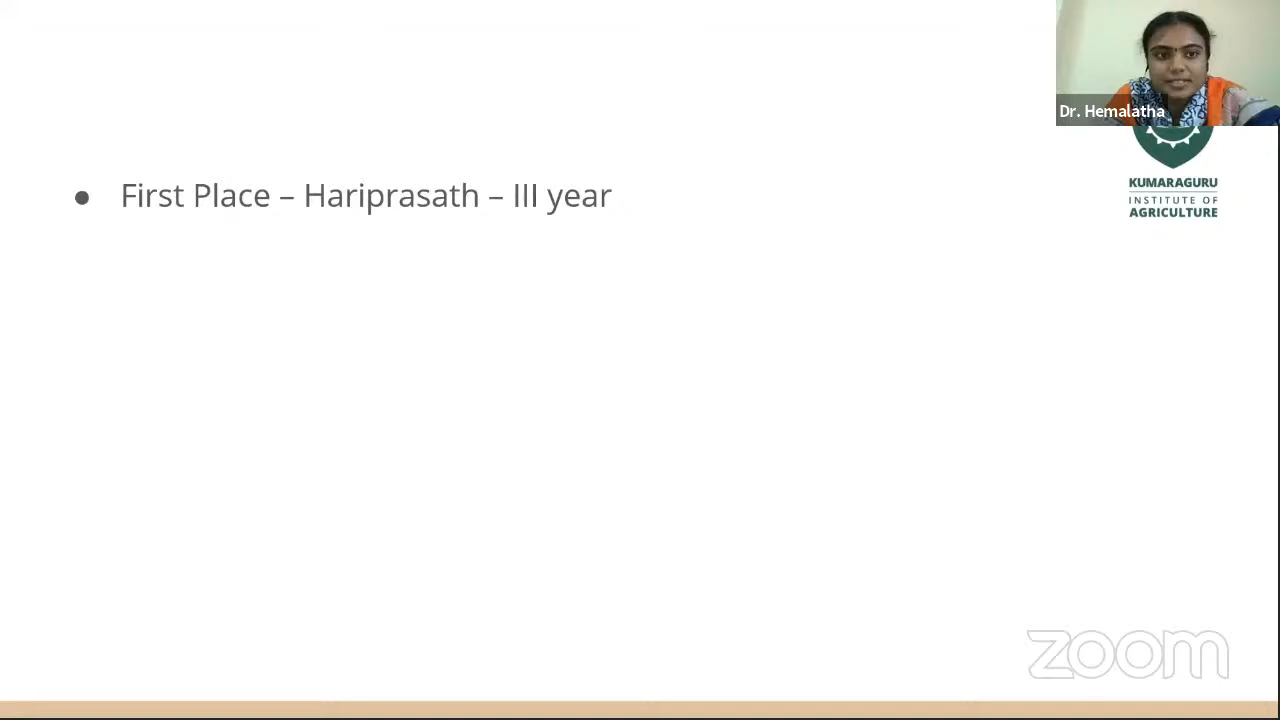 Dr. Hemalatha
● First Place – Hariprasath – III year
KUMARAGURU
INSTITUTE OF
AGRICULTURE
zoom